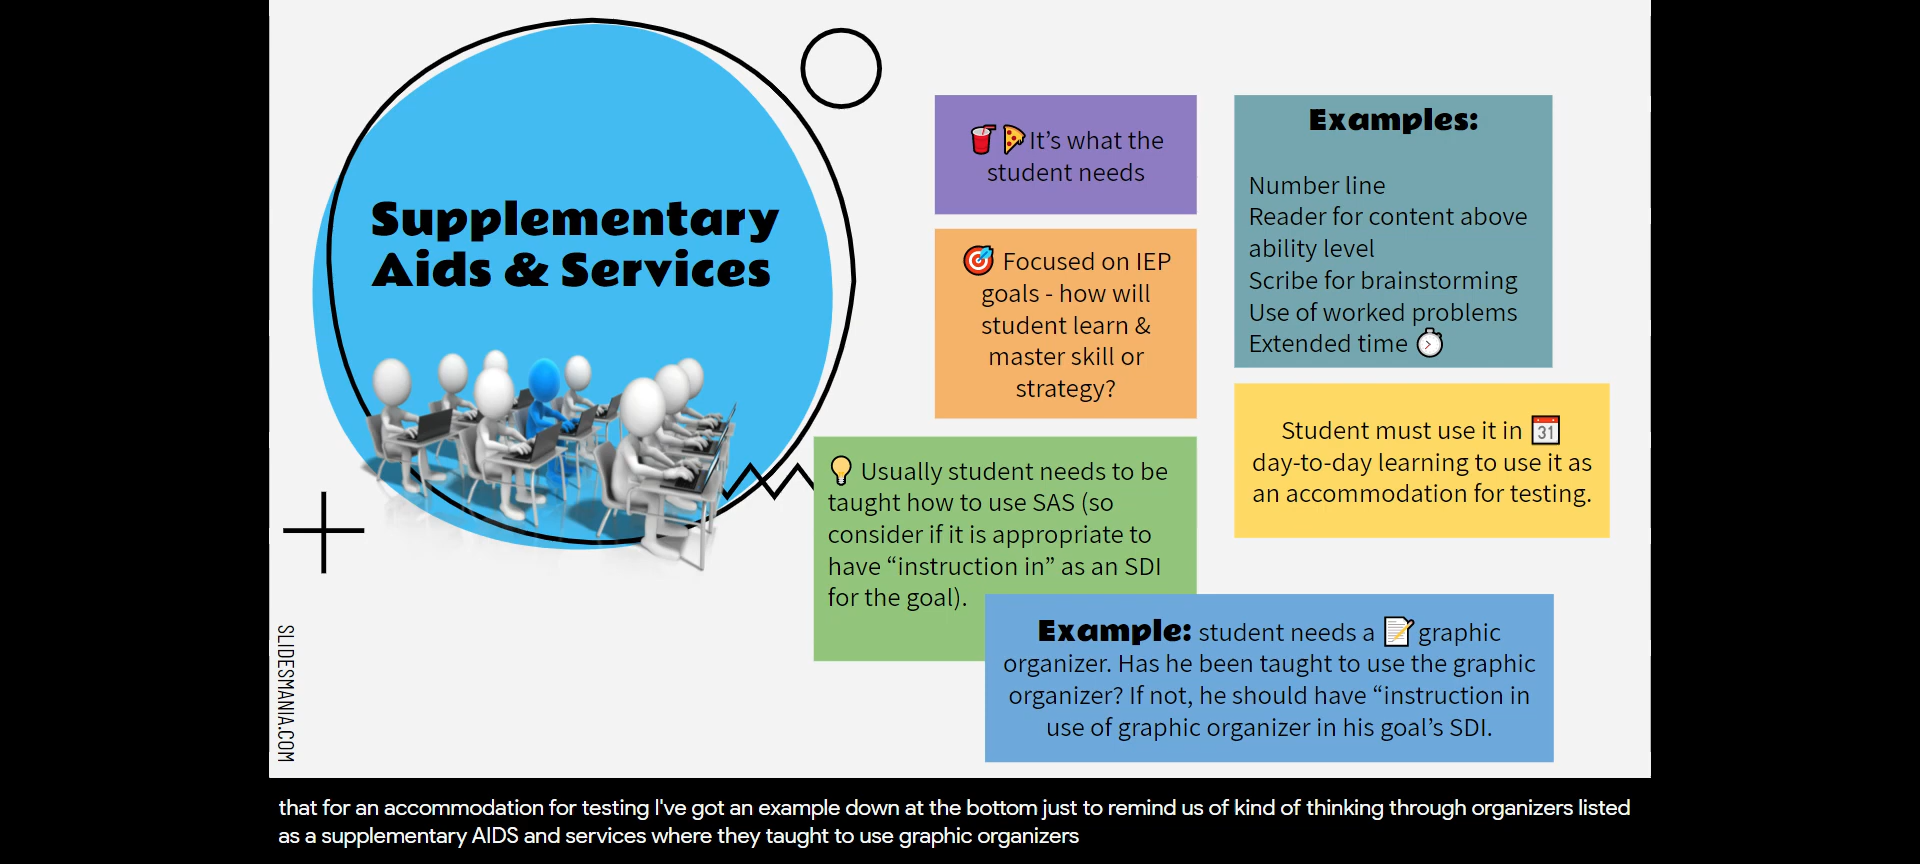 Supplementary
Aids & Services
It’s what the
student needs
Focused on IEP
goals - how will
student learn &
master skill or
strategy?
Usually student needs to be
taught how to use SAS (so
consider if it is appropriate to
have “instruction in” as an SDI
for the goal).
Examples:
Number line
Reader for content above
ability level
Scribe for brainstorming
Use of worked problems
Extended time
Student must use it in 31
day-to-day learning to use it as
an accommodation for testing.
Example: student needs a graphic
organizer. Has he been taught to use the graphic
organizer? If not, he should have “instruction in
use of graphic organizer in his goal’s SDI.
SLIDESMANIA.COM
that for an accommodation for testing I've got an example down at the bottom just to remind us of kind of thinking through organizers listed
as a supplementary AIDS and services where they taught to use graphic organizers